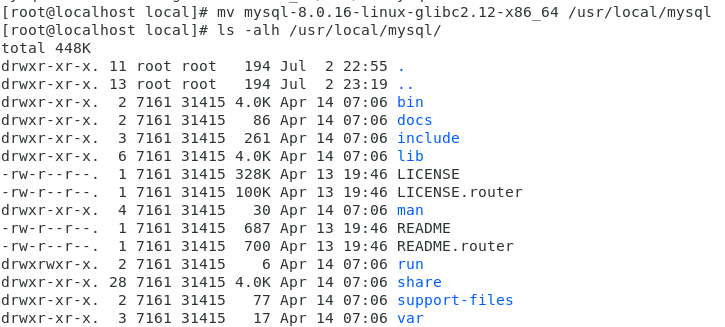 [root@localhost local]# mv mysql-8.0.16-linux-glibc2.12-x86_64 /usr/local/mysql
[root@localhost local]# ls -alh /usr/local/mysql/
total 448K
drwxr-xr-x. 11 root root   194 Jul  2 22:55 .
drwxr-xr-x. 13 root root   194 Jul  2 23:19 ..
drwxr-xr-x.  2 7161 31415 4.0K Apr 14 07:06 bin
drwxr-xr-x.  2 7161 31415   86 Apr 14 07:06 docs
drwxr-xr-x.  3 7161 31415  261 Apr 14 07:06 include
drwxr-xr-x.  6 7161 31415 4.0K Apr 14 07:06 lib
-rw-r--r--.  1 7161 31415 328K Apr 13 19:46 LICENSE
-rw-r--r--.  1 7161 31415 100K Apr 13 19:46 LICENSE.router
drwxr-xr-x.  4 7161 31415   30 Apr 14 07:06 man
-rw-r--r--.  1 7161 31415  687 Apr 13 19:46 README
-rw-r--r--.  1 7161 31415  700 Apr 13 19:46 README.router
drwxrwxr-x.  2 7161 31415    6 Apr 14 07:06 run
drwxr-xr-x. 28 7161 31415 4.0K Apr 14 07:06 share
drwxr-xr-x.  2 7161 31415   77 Apr 14 07:06 support-files
drwxr-xr-x.  3 7161 31415   17 Apr 14 07:06 var